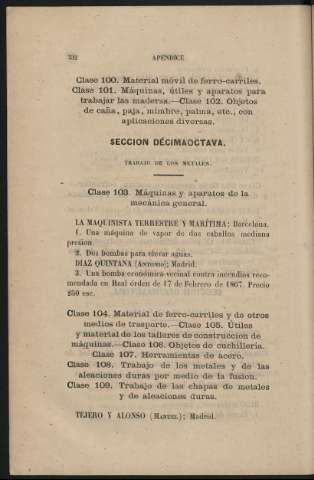 332 APENDICE
Clase 100. Material móvil de ferro-carriles.
Clase 101. Máquinas, útiles y aparatos para
trabajar las maderas.—Clase 102. Objetos
de caña, paja, mimbre, palma, etc., con
aplicaciones diversas.
SECCION DÉCIMAOCTAVA.
TRABAJO DE LOS METALES.
Clase 103. Máquinas y aparatos de la
mecánica general.
LA MAQUINISTA TERRESTRE Y MARÍTIMA; Barcelona.
1. Una máquina de vapor de dos caballos mediana
presion.
2. Dos bombas para elevar aguas.
DIAZ QUINTANA (ANTONIO); Madrid.
3. Una bomba económica-vecinal contra incendios reco-
mendada en Real órden de 17 de Febrero de 1867. Precio
250 esc.
Clase 104. Material de ferro-carriles y de otros
medios de trasporte.—Clase 105. Útiles
y material de los talleres de construccion de
máquinas.—Clase 106. Objetos de cuchillería.
Clase 107. Herramientas de acero.
Clase 108. Trabajo de los metales y de las
aleaciones duras por medio de la fusion.
Clase 109. Trabajo de las chapas de metales
y de aleaciones duras.
TEJERO Y ALONSO (MANUEL); Madrid.